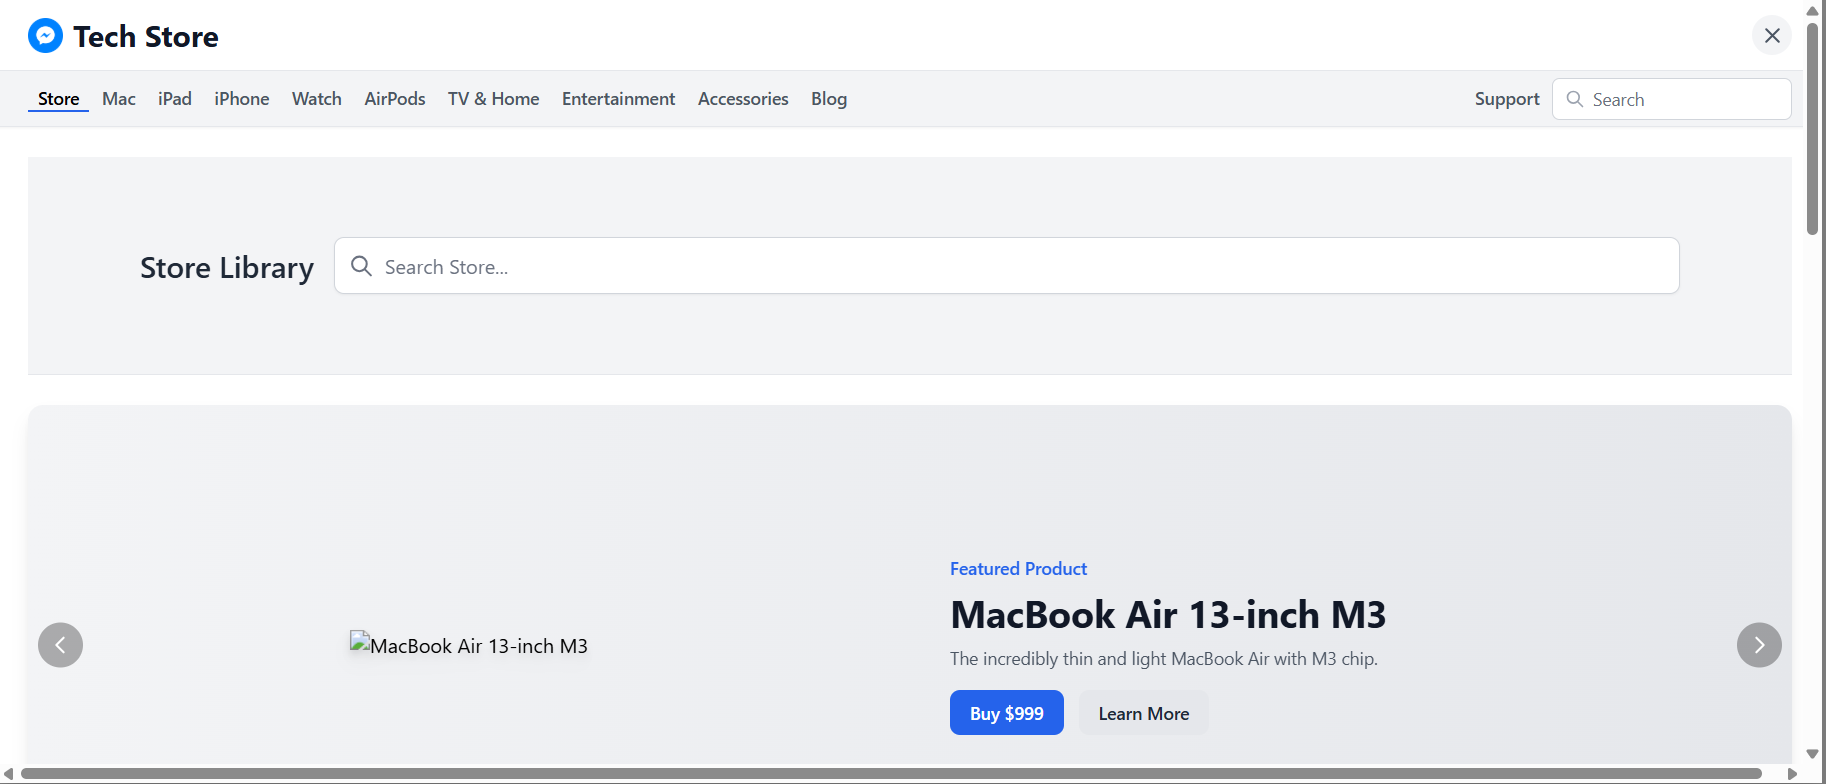 Tech Store
Store Mac iPad iPhone Watch AirPods TV & Home Entertainment Accessories Blog Support Search
Store Library Search Store...
Featured Product
MacBook Air 13-inch M3
MacBook Air 13-inch M3
The incredibly thin and light MacBook Air with M3 chip.
Buy $999 Learn More